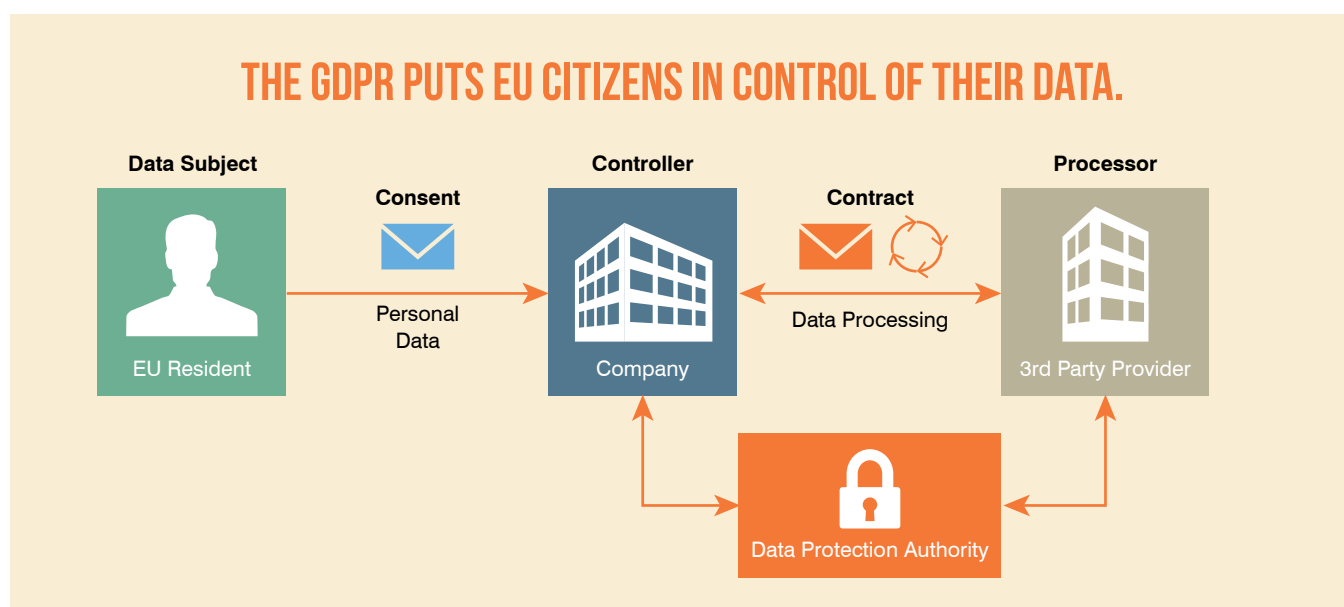 THE GDPR PUTS EU CITIZENS IN CONTROL OF THEIR DATA.
Data Subject
EU Resident
Consent
Personal
Data
Controller
Company
Contract
Data Processing
Processor
3rd Party Provider
Data Protection Authority